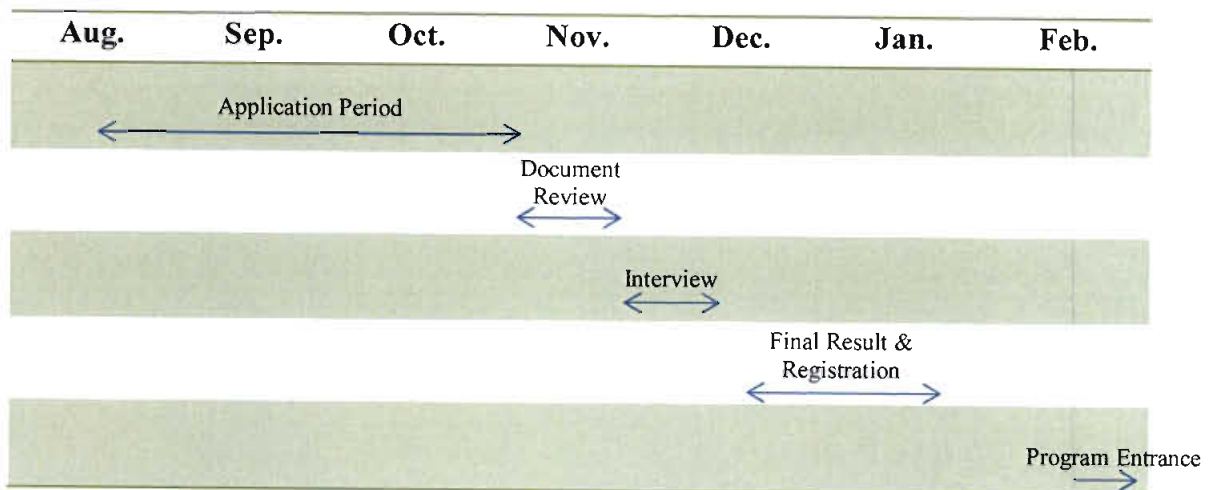 Aug. Sep. Oct. Nov. Dec. Jan. Feb.
Application Period
Document
Review
Interview
Final Result &
Registration
Program Entrance